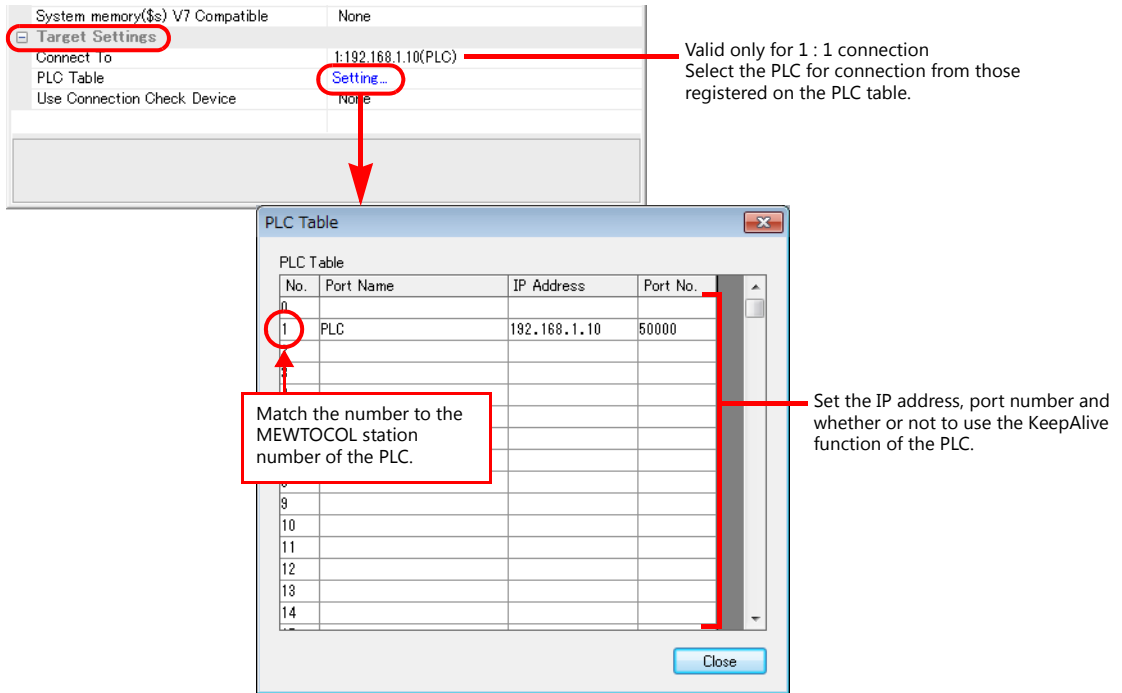 System memory($s) V7 Compatible None
Target Settings
Connect To 1:192.168.1.10(PLC)
PLC Table Setting...
Use Connection Check Device None
Valid only for 1 : 1 connection
Select the PLC for connection from those
registered on the PLC table.
PLC Table
PLC Table
No. Port Name IP Address Port No.
0
1 PLC 192.168.1.10 50000
3
Match the number to the
MEWTOCOL station
number of the PLC.
Set the IP address, port number and
whether or not to use the KeepAlive
function of the PLC.
9
10
11
12
13
14
Close